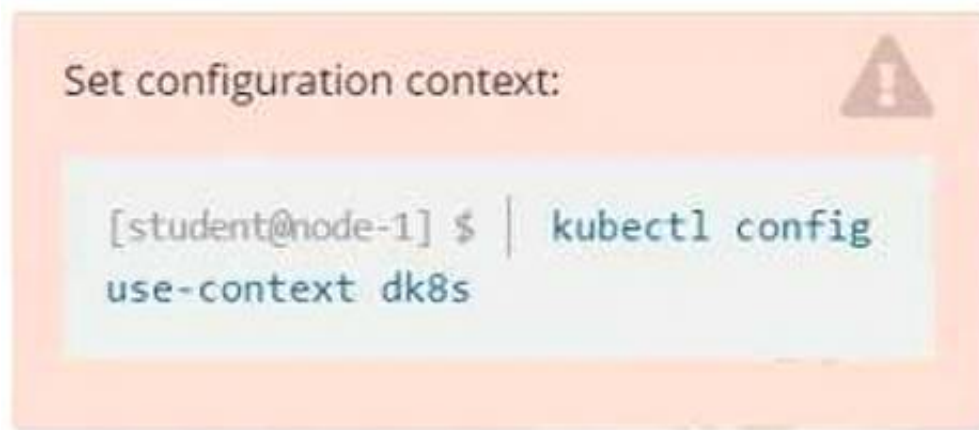 Set configuration context:
[student@node-1] $ | kubectl config
use-context dk8s